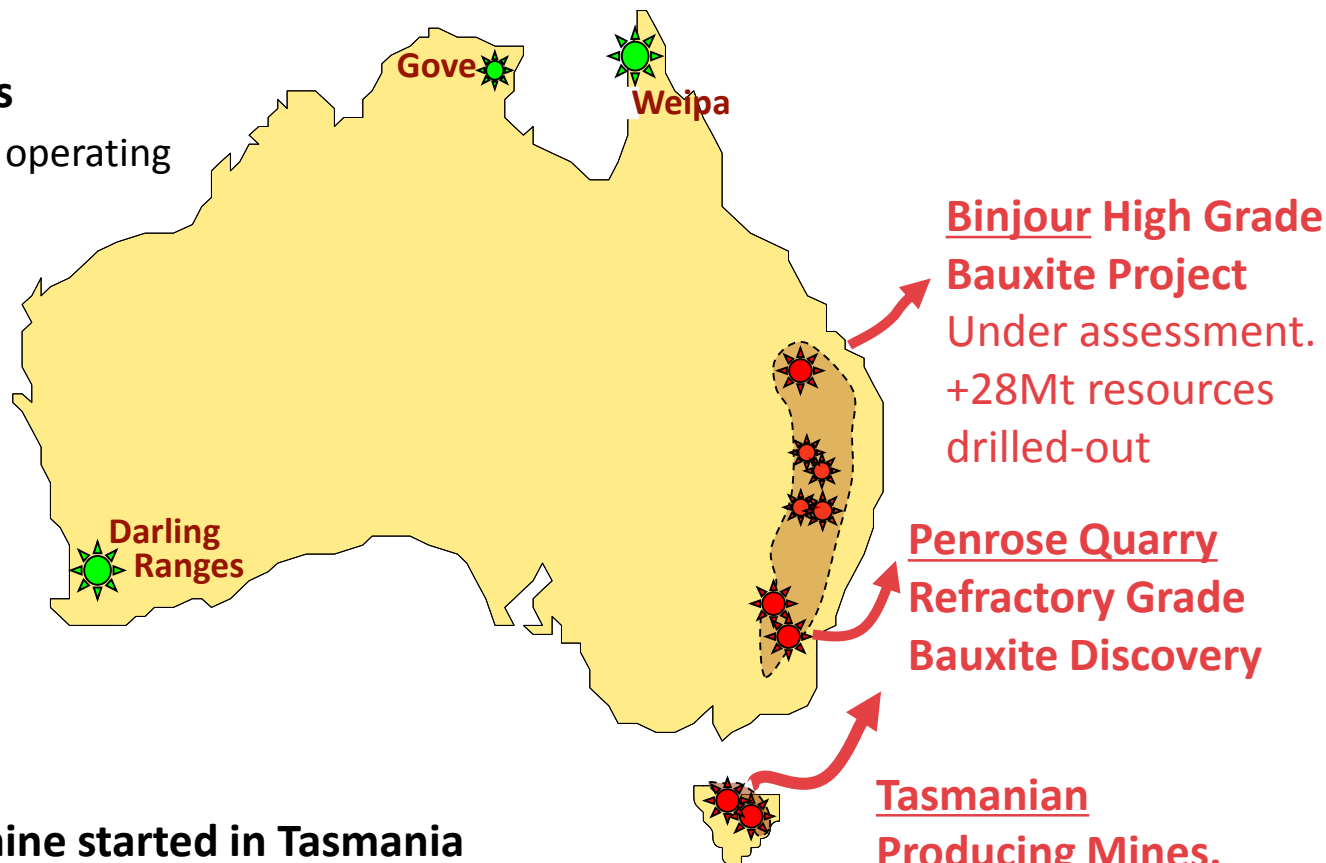 s
operating
Gove
Weipa
Binjour High Grade
Bauxite Project
Under assessment.
+28Mt resources
drilled-out
Darling
Ranges
Penrose Quarry
Refractory Grade
Bauxite Discovery
Tasmanian
Producing Mines.
ine started in Tasmania